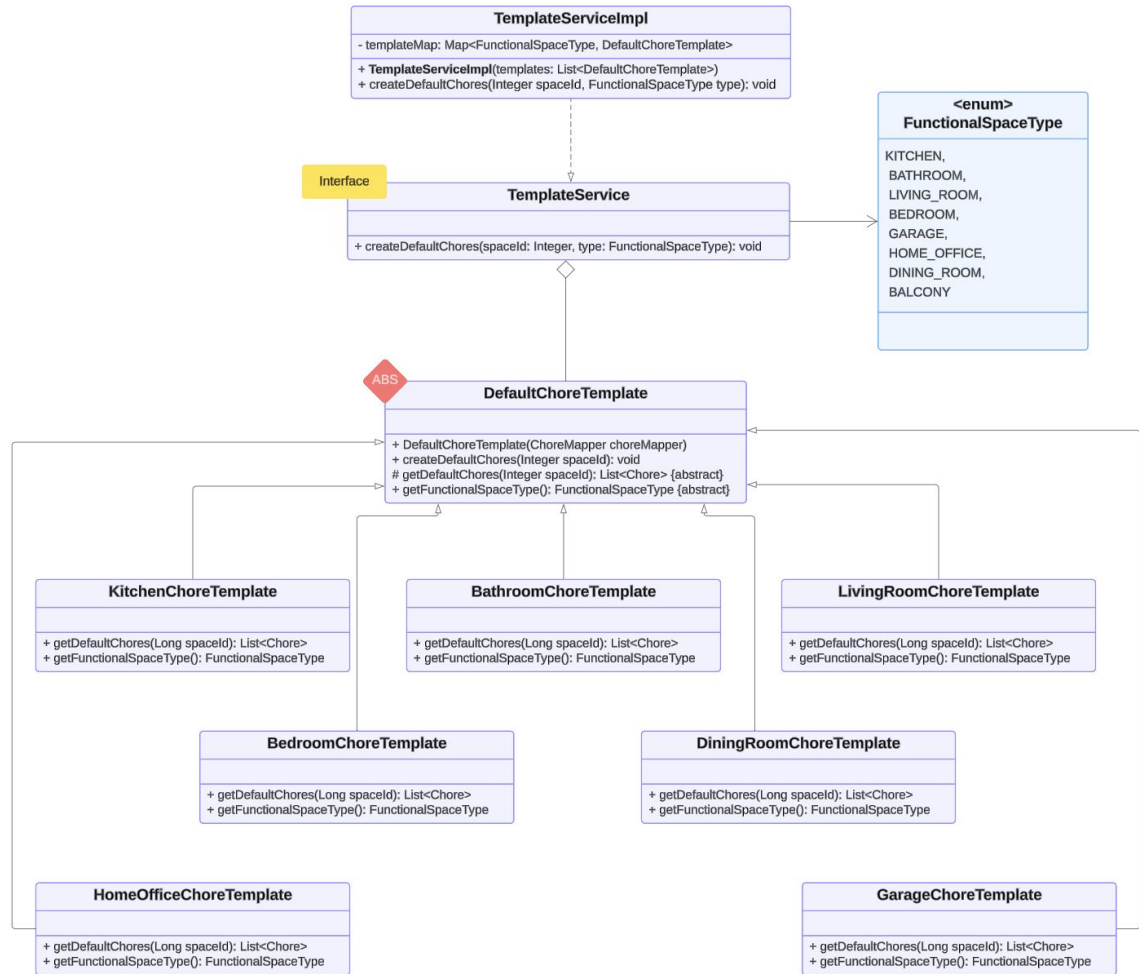 TemplateServiceImpl
- templateMap: Map<FunctionalSpaceType, DefaultChoreTemplate>
+ TemplateServiceImpl(templates: List<DefaultChoreTemplate>)
+ createDefaultChores(Integer spaceId, FunctionalSpaceType type): void
<enum>
FunctionalSpaceType
KITCHEN,
BATHROOM,
LIVING_ROOM,
BEDROOM,
GARAGE,
HOME_OFFICE,
DINING_ROOM,
BALCONY
Interface
TemplateService
+ createDefaultChores(spaceId: Integer, type: FunctionalSpaceType): void
ABS
DefaultChoreTemplate
+ DefaultChoreTemplate(ChoreMapper choreMapper)
+ createDefaultChores(Integer spaceId): void
# getDefaultChores(Integer spaceId): List<Chore> {abstract}
+ getFunctionalSpaceType(): FunctionalSpaceType {abstract}
KitchenChoreTemplate
+ getDefaultChores(Long spaceId): List<Chore>
+ getFunctionalSpaceType(): FunctionalSpaceType
BathroomChoreTemplate
+ getDefaultChores(Long spaceId): List<Chore>
+ getFunctionalSpaceType(): FunctionalSpaceType
LivingRoomChoreTemplate
+ getDefaultChores(Long spaceId): List<Chore>
+ getFunctionalSpaceType(): FunctionalSpaceType
BedroomChoreTemplate
+ getDefaultChores(Long spaceId): List<Chore>
+ getFunctionalSpaceType(): FunctionalSpaceType
DiningRoomChoreTemplate
+ getDefaultChores(Long spaceId): List<Chore>
+ getFunctionalSpaceType(): FunctionalSpaceType
HomeOfficeChoreTemplate
+ getDefaultChores(Long spaceId): List<Chore>
+ getFunctionalSpaceType(): FunctionalSpaceType
GarageChoreTemplate
+ getDefaultChores(Long spaceId): List<Chore>
+ getFunctionalSpaceType(): FunctionalSpaceType